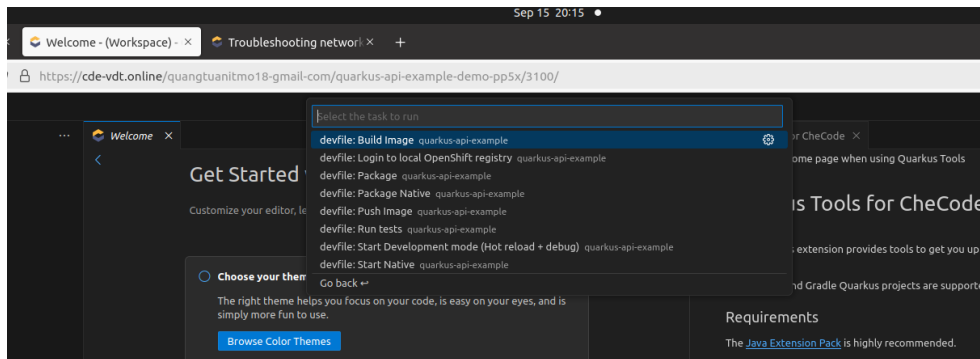 Sep 15 20:15
Welcome - (Workspace) -
Troubleshooting network
https://cde-vdt.online/quangtuanitmo18-gmail-com/quarkus-api-example-demo-pp5x/3100/
Select the task to run
Welcome
devfile: Build Image quarkus-api-example
r for CheCode
devfile: Login to local OpenShift registry quarkus-api-example
ome page when using Quarkus Tools
devfile: Package quarkus-api-example
Get Started
devfile: Package Native quarkus-api-example
Customize your editor, le
devfile: Push Image quarkus-api-example
us Tools for CheCode
devfile: Run tests quarkus-api-example
devfile: Start Development mode (Hot reload + debug) quarkus-api-example
extension provides tools to get you up
devfile: Start Native quarkus-api-example
Choose your them
Go back
nd Gradle Quarkus projects are supporte
The right theme helps you focus on your code, is easy on your eyes, and is
simply more fun to use.
Requirements
Browse Color Themes
The Java Extension Pack is highly recommended.